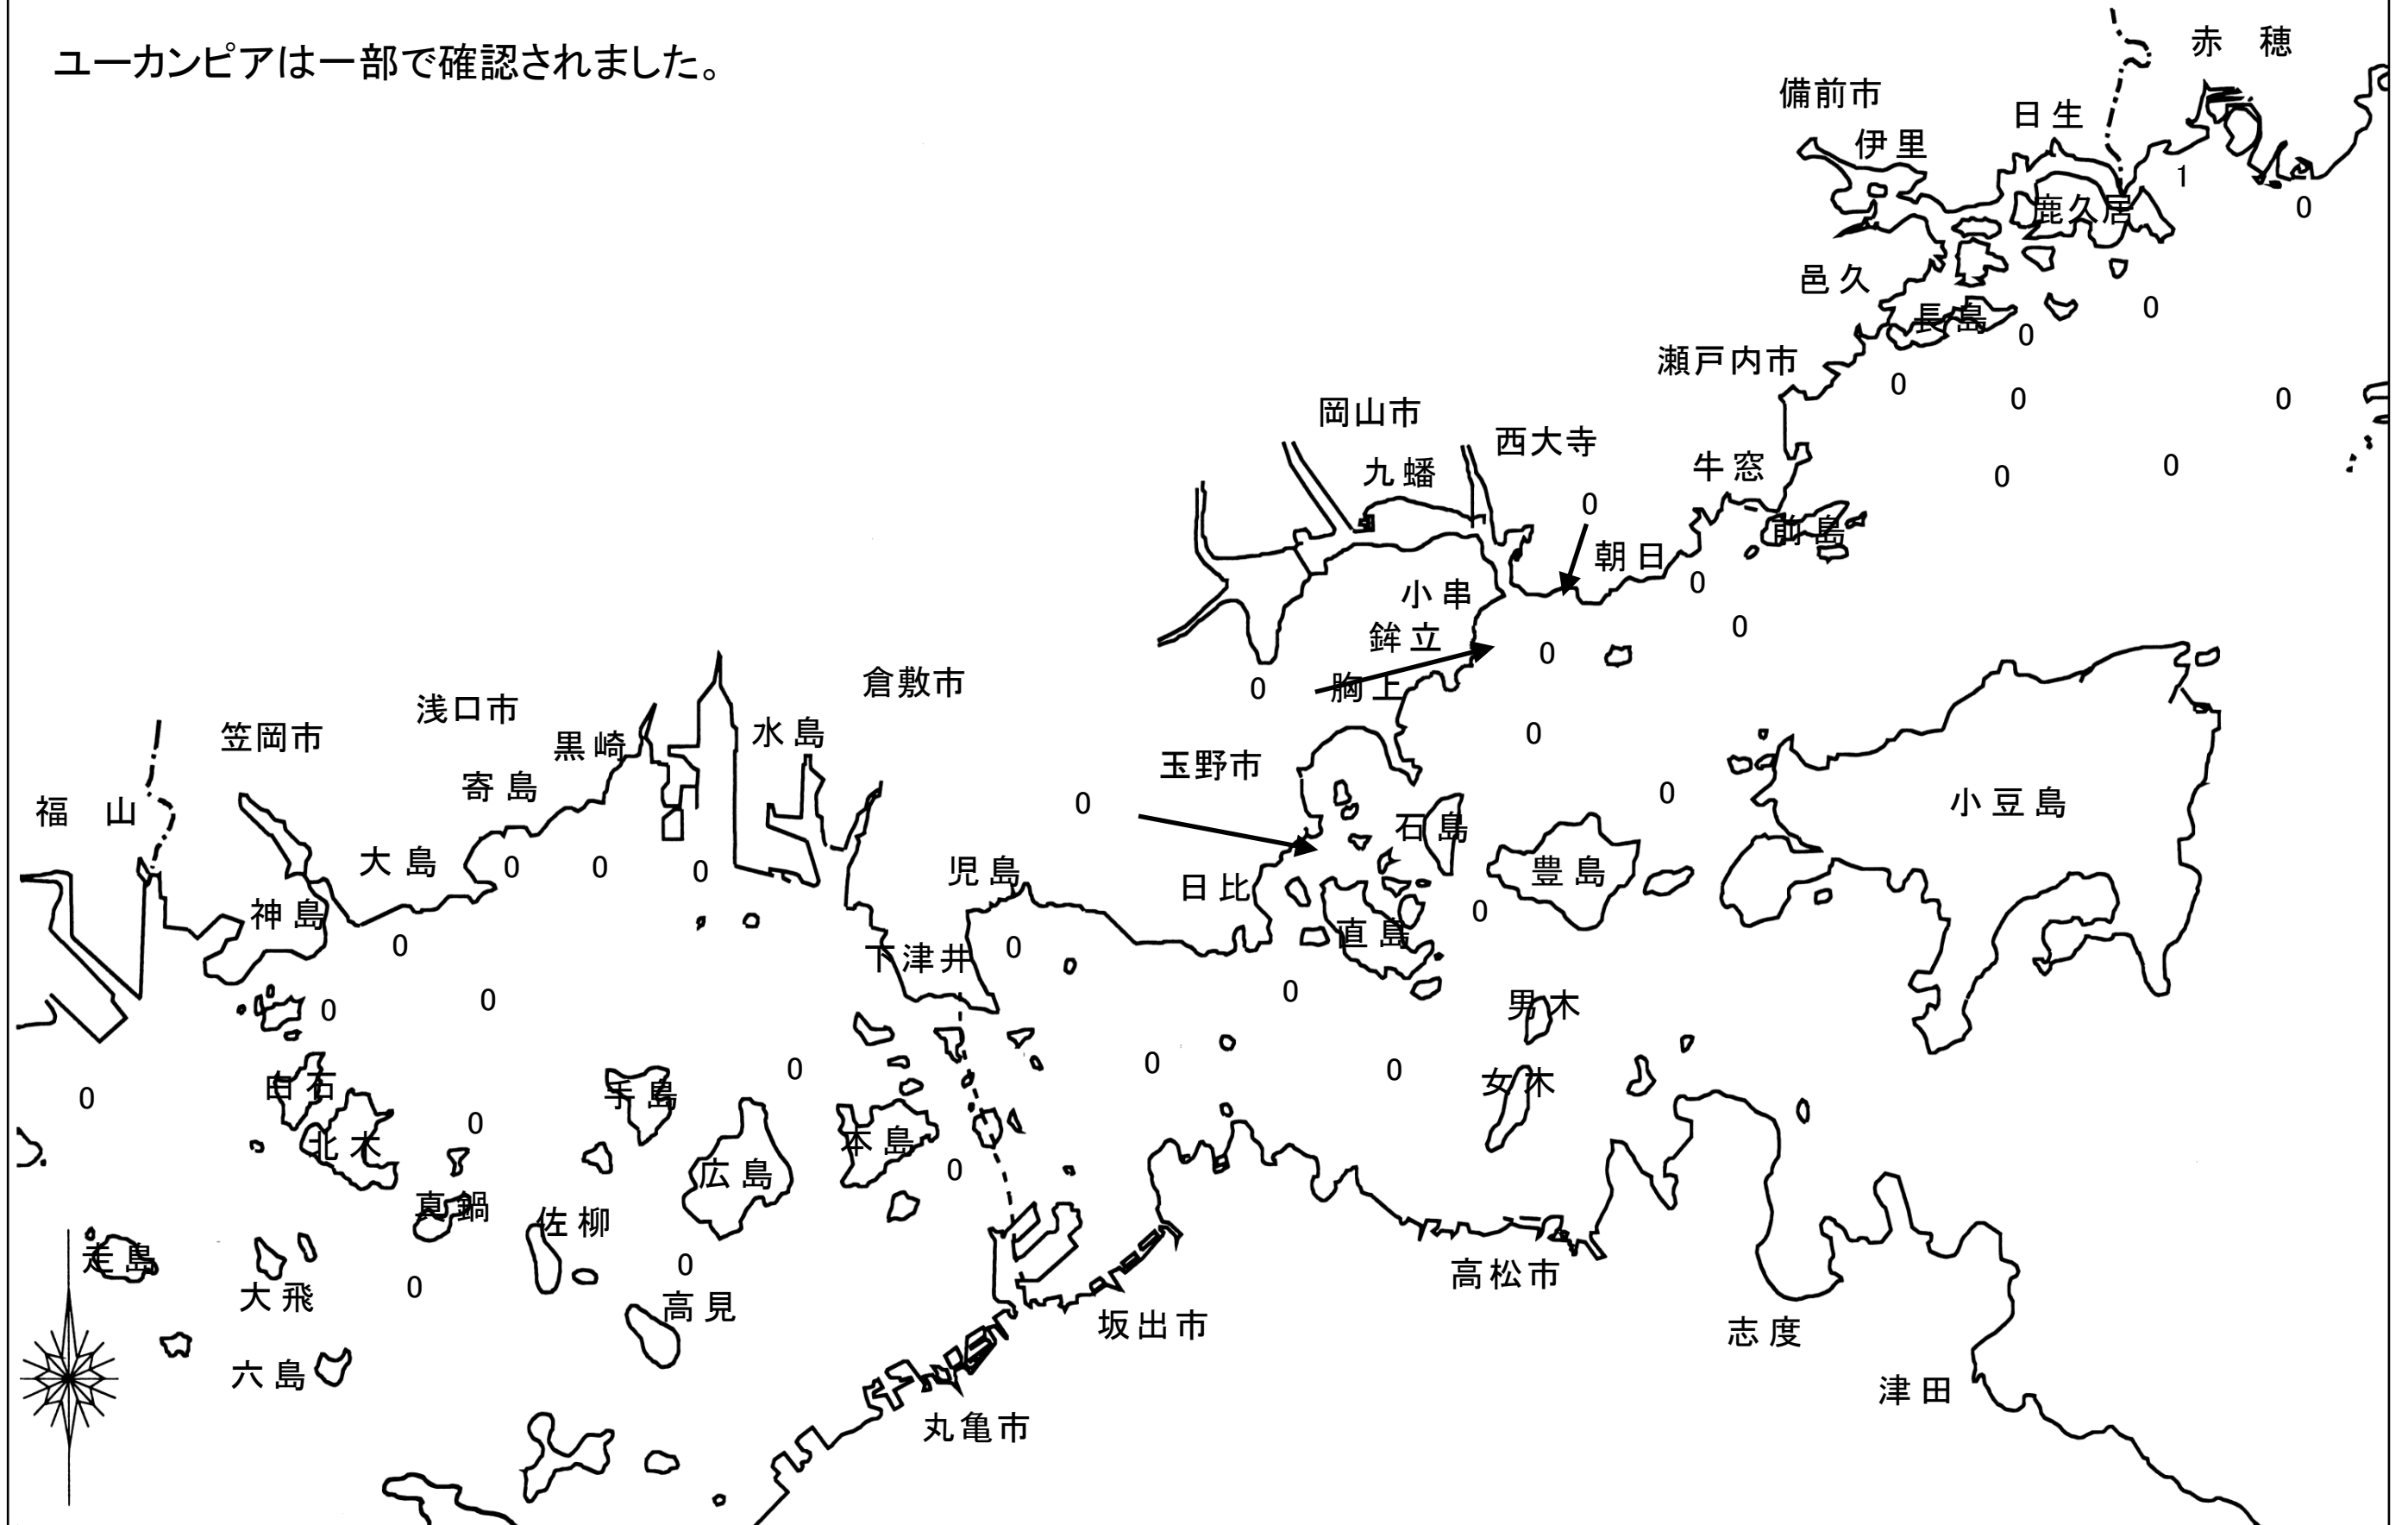 ユーカンピアは一部で確認されました。
赤　穂
備前市
日生
伊里
1
鹿久居
0
邑久
0
長島
0
瀬戸内市
0
0
0
岡山市
西大寺
九蟠
牛窓
0
0
0
前島
朝日
0
小串
0
鉾立
0
倉敷市
0
胸上
浅口市
水島
0
笠岡市
黒崎
玉野市
寄島
0
0
小豆島
福　山
石島
大島
0
0
0
児島
豊島
日比
神島
0
直島
0
0
下津井
0
0
0
男木
0
0
0
女木
白石
手島
0
0
北木
本島
0
広島
真鍋
佐柳
走島
0
高松市
0
大飛
高見
坂出市
志度
六島
津田
丸亀市